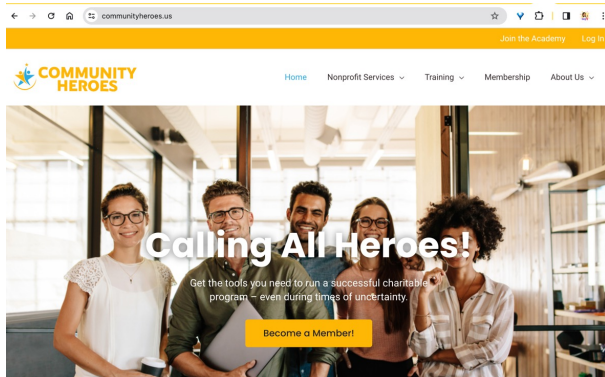 communityheroes.us
Join the Academy Log In
COMMUNITY
HEROES
Home Nonprofit Services Training Membership About Us
Calling All Heroes!
Get the tools you need to run a successful charitable
program – even during times of uncertainty.
Become a Member!